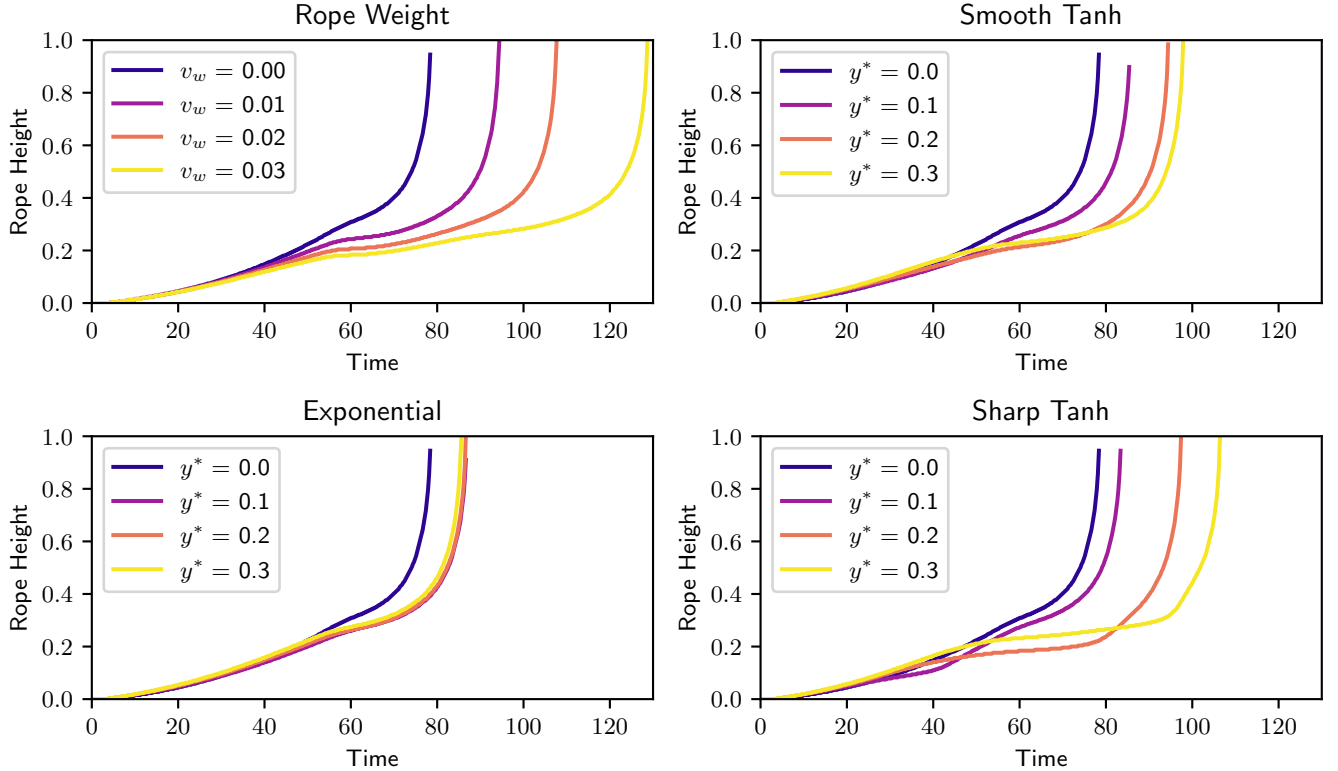 Rope Weight
1.0
0.8
0.6
0.4
0.2
0.0
Rope Height
v_w = 0.00
v_w = 0.01
v_w = 0.02
v_w = 0.03
0 20 40 60 80 100 120
Time
Smooth Tanh
1.0
0.8
0.6
0.4
0.2
0.0
Rope Height
y* = 0.0
y* = 0.1
y* = 0.2
y* = 0.3
0 20 40 60 80 100 120
Time
Exponential
1.0
0.8
0.6
0.4
0.2
0.0
Rope Height
y* = 0.0
y* = 0.1
y* = 0.2
y* = 0.3
0 20 40 60 80 100 120
Time
Sharp Tanh
1.0
0.8
0.6
0.4
0.2
0.0
Rope Height
y* = 0.0
y* = 0.1
y* = 0.2
y* = 0.3
0 20 40 60 80 100 120
Time